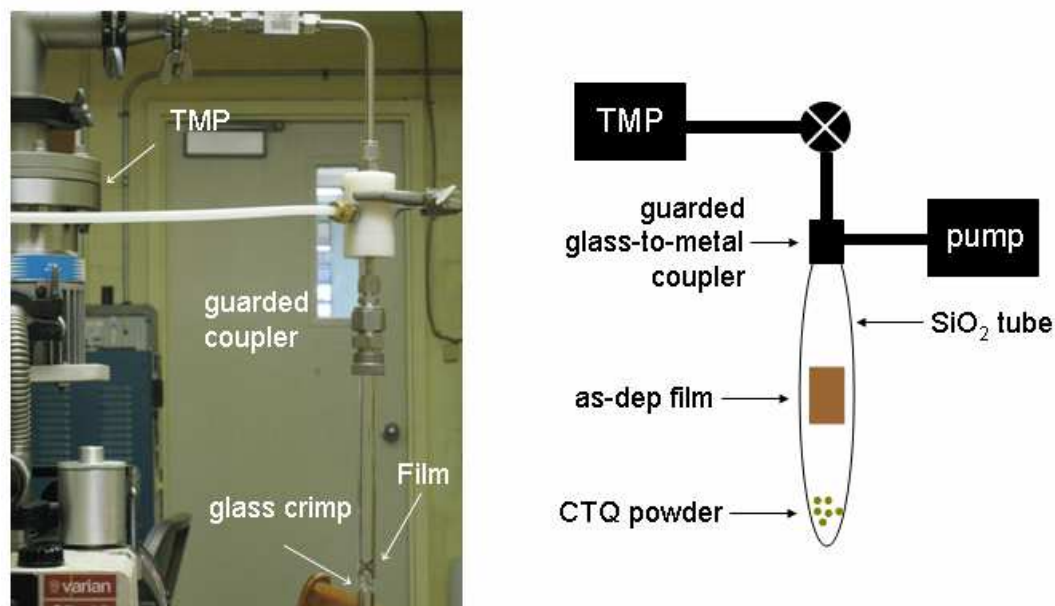 TMP
guarded
coupler
Film
glass crimp
varian
TMP
guarded
glass-to-metal
coupler
pump
SiO₂ tube
as-dep film
CTQ powder